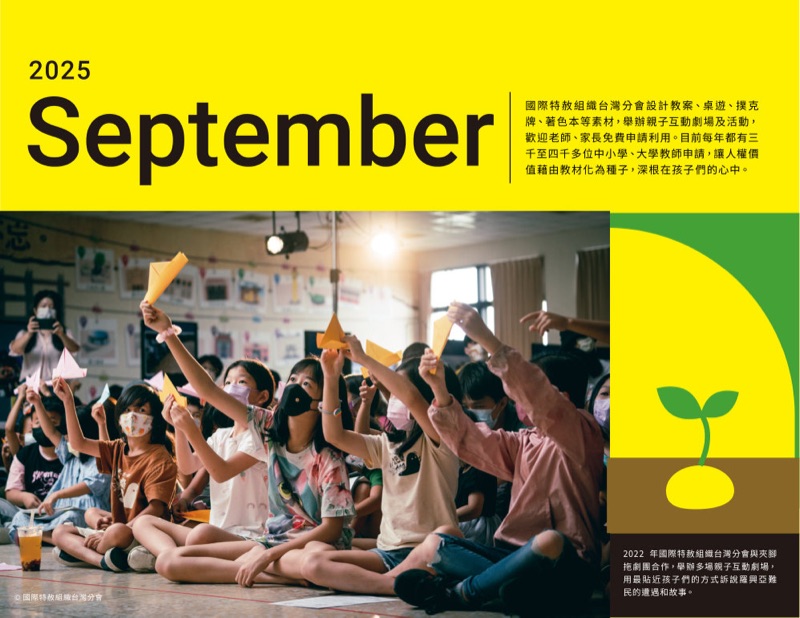 2025
September
國際特赦組織台灣分會設計教案、桌遊、撲克
牌、著色本等素材，舉辦親子互動劇場及活動，
歡迎老師、家長免費申請利用。目前每年都有三
千至四千多位中小學、大學教師申請，讓人權價
值藉由教材化為種子，深根在孩子們的心中。
2022 年國際特赦組織台灣分會與夾腳
拖劇團合作，舉辦多場親子互動劇場，
用最貼近孩子們的方式訴說羅興亞難
民的遭遇和故事。
© 國際特赦組織台灣分會